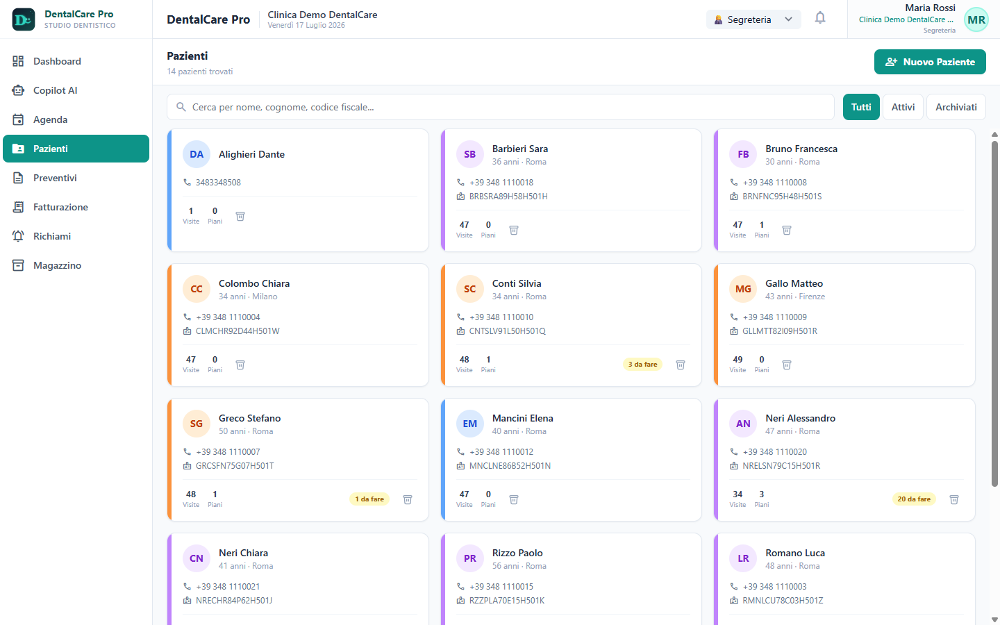 DentalCare Pro
STUDIO DENTISTICO
Dashboard
Copilot AI
Agenda
Pazienti
Preventivi
Fatturazione
Richiami
Magazzino
DentalCare Pro
Clinica Demo DentalCare
Venerdì 17 Luglio 2026
Segreteria
Maria Rossi
Clinica Demo DentalCare ...
Segreteria
MR
Pazienti
14 pazienti trovati
Nuovo Paziente
Cerca per nome, cognome, codice fiscale...
Tutti
Attivi
Archiviati
DA
Alighieri Dante
3483348508
1 0
Visite Piani
SB
Barbieri Sara
36 anni · Roma
+39 348 1110018
BRBSRA89H58H501H
47 0
Visite Piani
FB
Bruno Francesca
30 anni · Roma
+39 348 1110008
BRNFNC95H48H501S
47 1
Visite Piani
CC
Colombo Chiara
34 anni · Milano
+39 348 1110004
CLMCHR92D44H501W
47 0
Visite Piani
SC
Conti Silvia
34 anni · Roma
+39 348 1110010
CNTSLV91L50H501Q
48 1
Visite Piani
3 da fare
MG
Gallo Matteo
43 anni · Firenze
+39 348 1110009
GLLMTT82I09H501R
49 0
Visite Piani
SG
Greco Stefano
50 anni · Roma
+39 348 1110007
GRCSFN75G07H501T
48 1
Visite Piani
1 da fare
EM
Mancini Elena
40 anni · Roma
+39 348 1110012
MNCLNE86B52H501N
47 0
Visite Piani
AN
Neri Alessandro
47 anni · Roma
+39 348 1110020
NRELSN79C15H501R
34 3
Visite Piani
20 da fare
CN
Neri Chiara
41 anni · Roma
+39 348 1110021
NRECHR84P62H501J
PR
Rizzo Paolo
56 anni · Roma
+39 348 1110015
RZZPLA70E15H501K
LR
Romano Luca
48 anni · Roma
+39 348 1110003
RMNLCU78C03H501Z